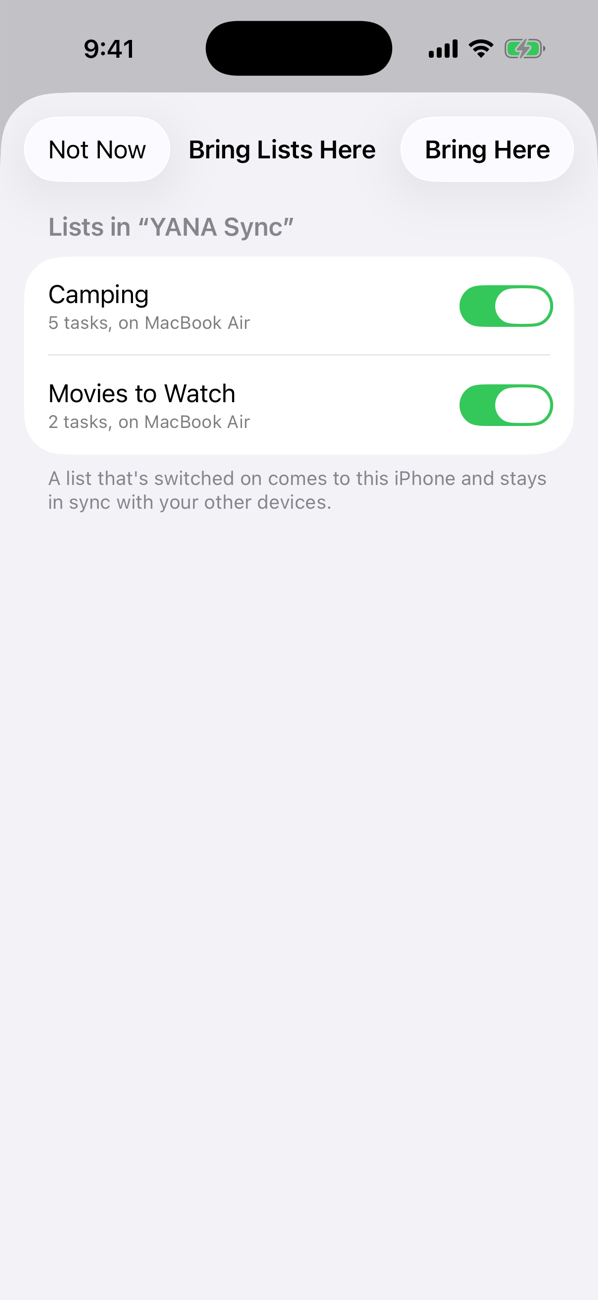 9:41
Not Now
Bring Lists Here
Bring Here
Lists in “YANA Sync”
Camping
5 tasks, on MacBook Air
Movies to Watch
2 tasks, on MacBook Air
A list that's switched on comes to this iPhone and stays
in sync with your other devices.